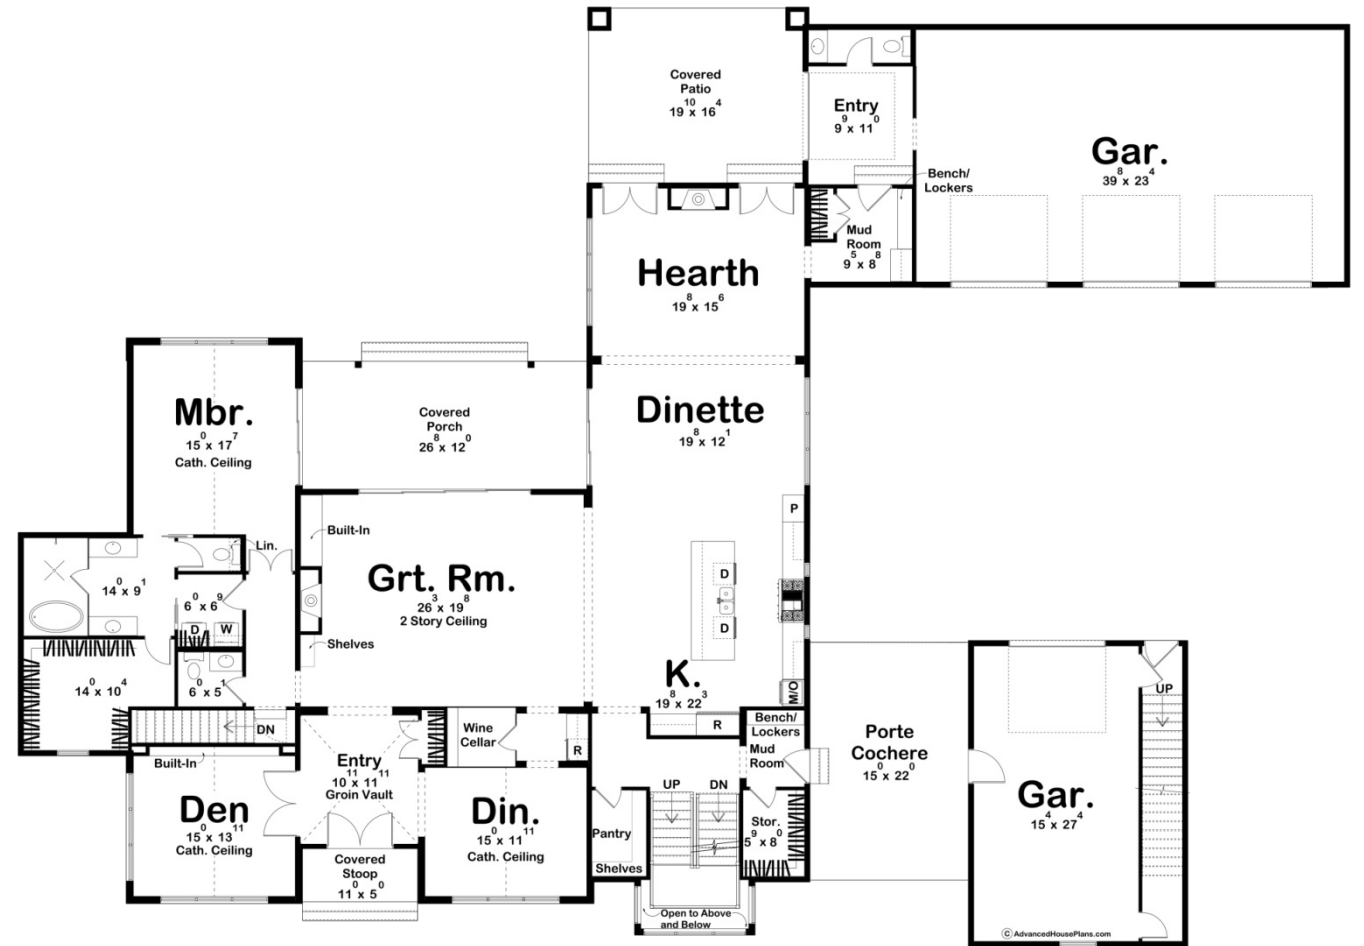 Covered
Patio
19 10 x 16 4
Entry
9 9 x 11 0
Gar.
39 8 x 23 4
Bench/
Lockers
Mud
Room
9 5 x 8 8
Hearth
19 8 x 15 6
Mbr.
15 0 x 17 7
Cath. Ceiling
Covered
Porch
26 8 x 12 0
Dinette
19 8 x 12 1
P
Built-In
Lin.
14 0 x 9 1
6 0 x 6 9
D
W
Grt. Rm.
26 3 x 19 8
2 Story Ceiling
D
D
Shelves
14 0 x 10 4
6 0 x 5 1
K.
19 8 x 22 3
M/O
R
Bench/
Lockers
Mud
Room
DN
Wine
Cellar
R
Porte
Cochere
15 0 x 22 0
UP
Built-In
Entry
10 11 x 11 11
Groin Vault
Den
15 0 x 13 11
Cath. Ceiling
Din.
15 0 x 11 11
Cath. Ceiling
UP
DN
Gar.
15 4 x 27 4
Pantry
Shelves
Stor.
5 9 x 8 0
Covered
Stoop
11 0 x 5 0
Open to Above
and Below
© AdvancedHousePlans.com